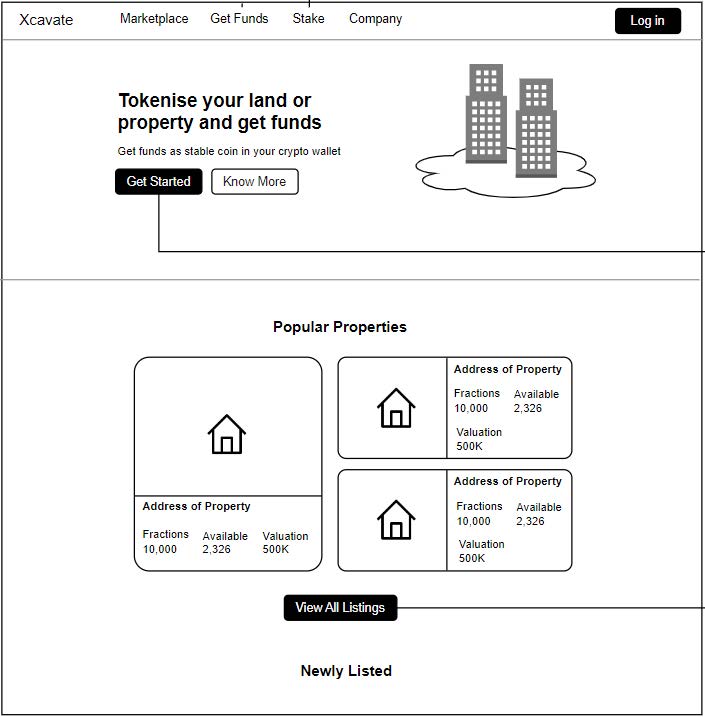 Xcavate
Marketplace
Get Funds
Stake
Company
Log in
Tokenise your land or
property and get funds
Get funds as stable coin in your crypto wallet
Get Started
Know More
Popular Properties
Address of Property
Fractions
10,000
Available
2,326
Valuation
500K
Address of Property
Fractions
10,000
Available
2,326
Valuation
500K
Address of Property
Fractions
10,000
Available
2,326
Valuation
500K
View All Listings
Newly Listed